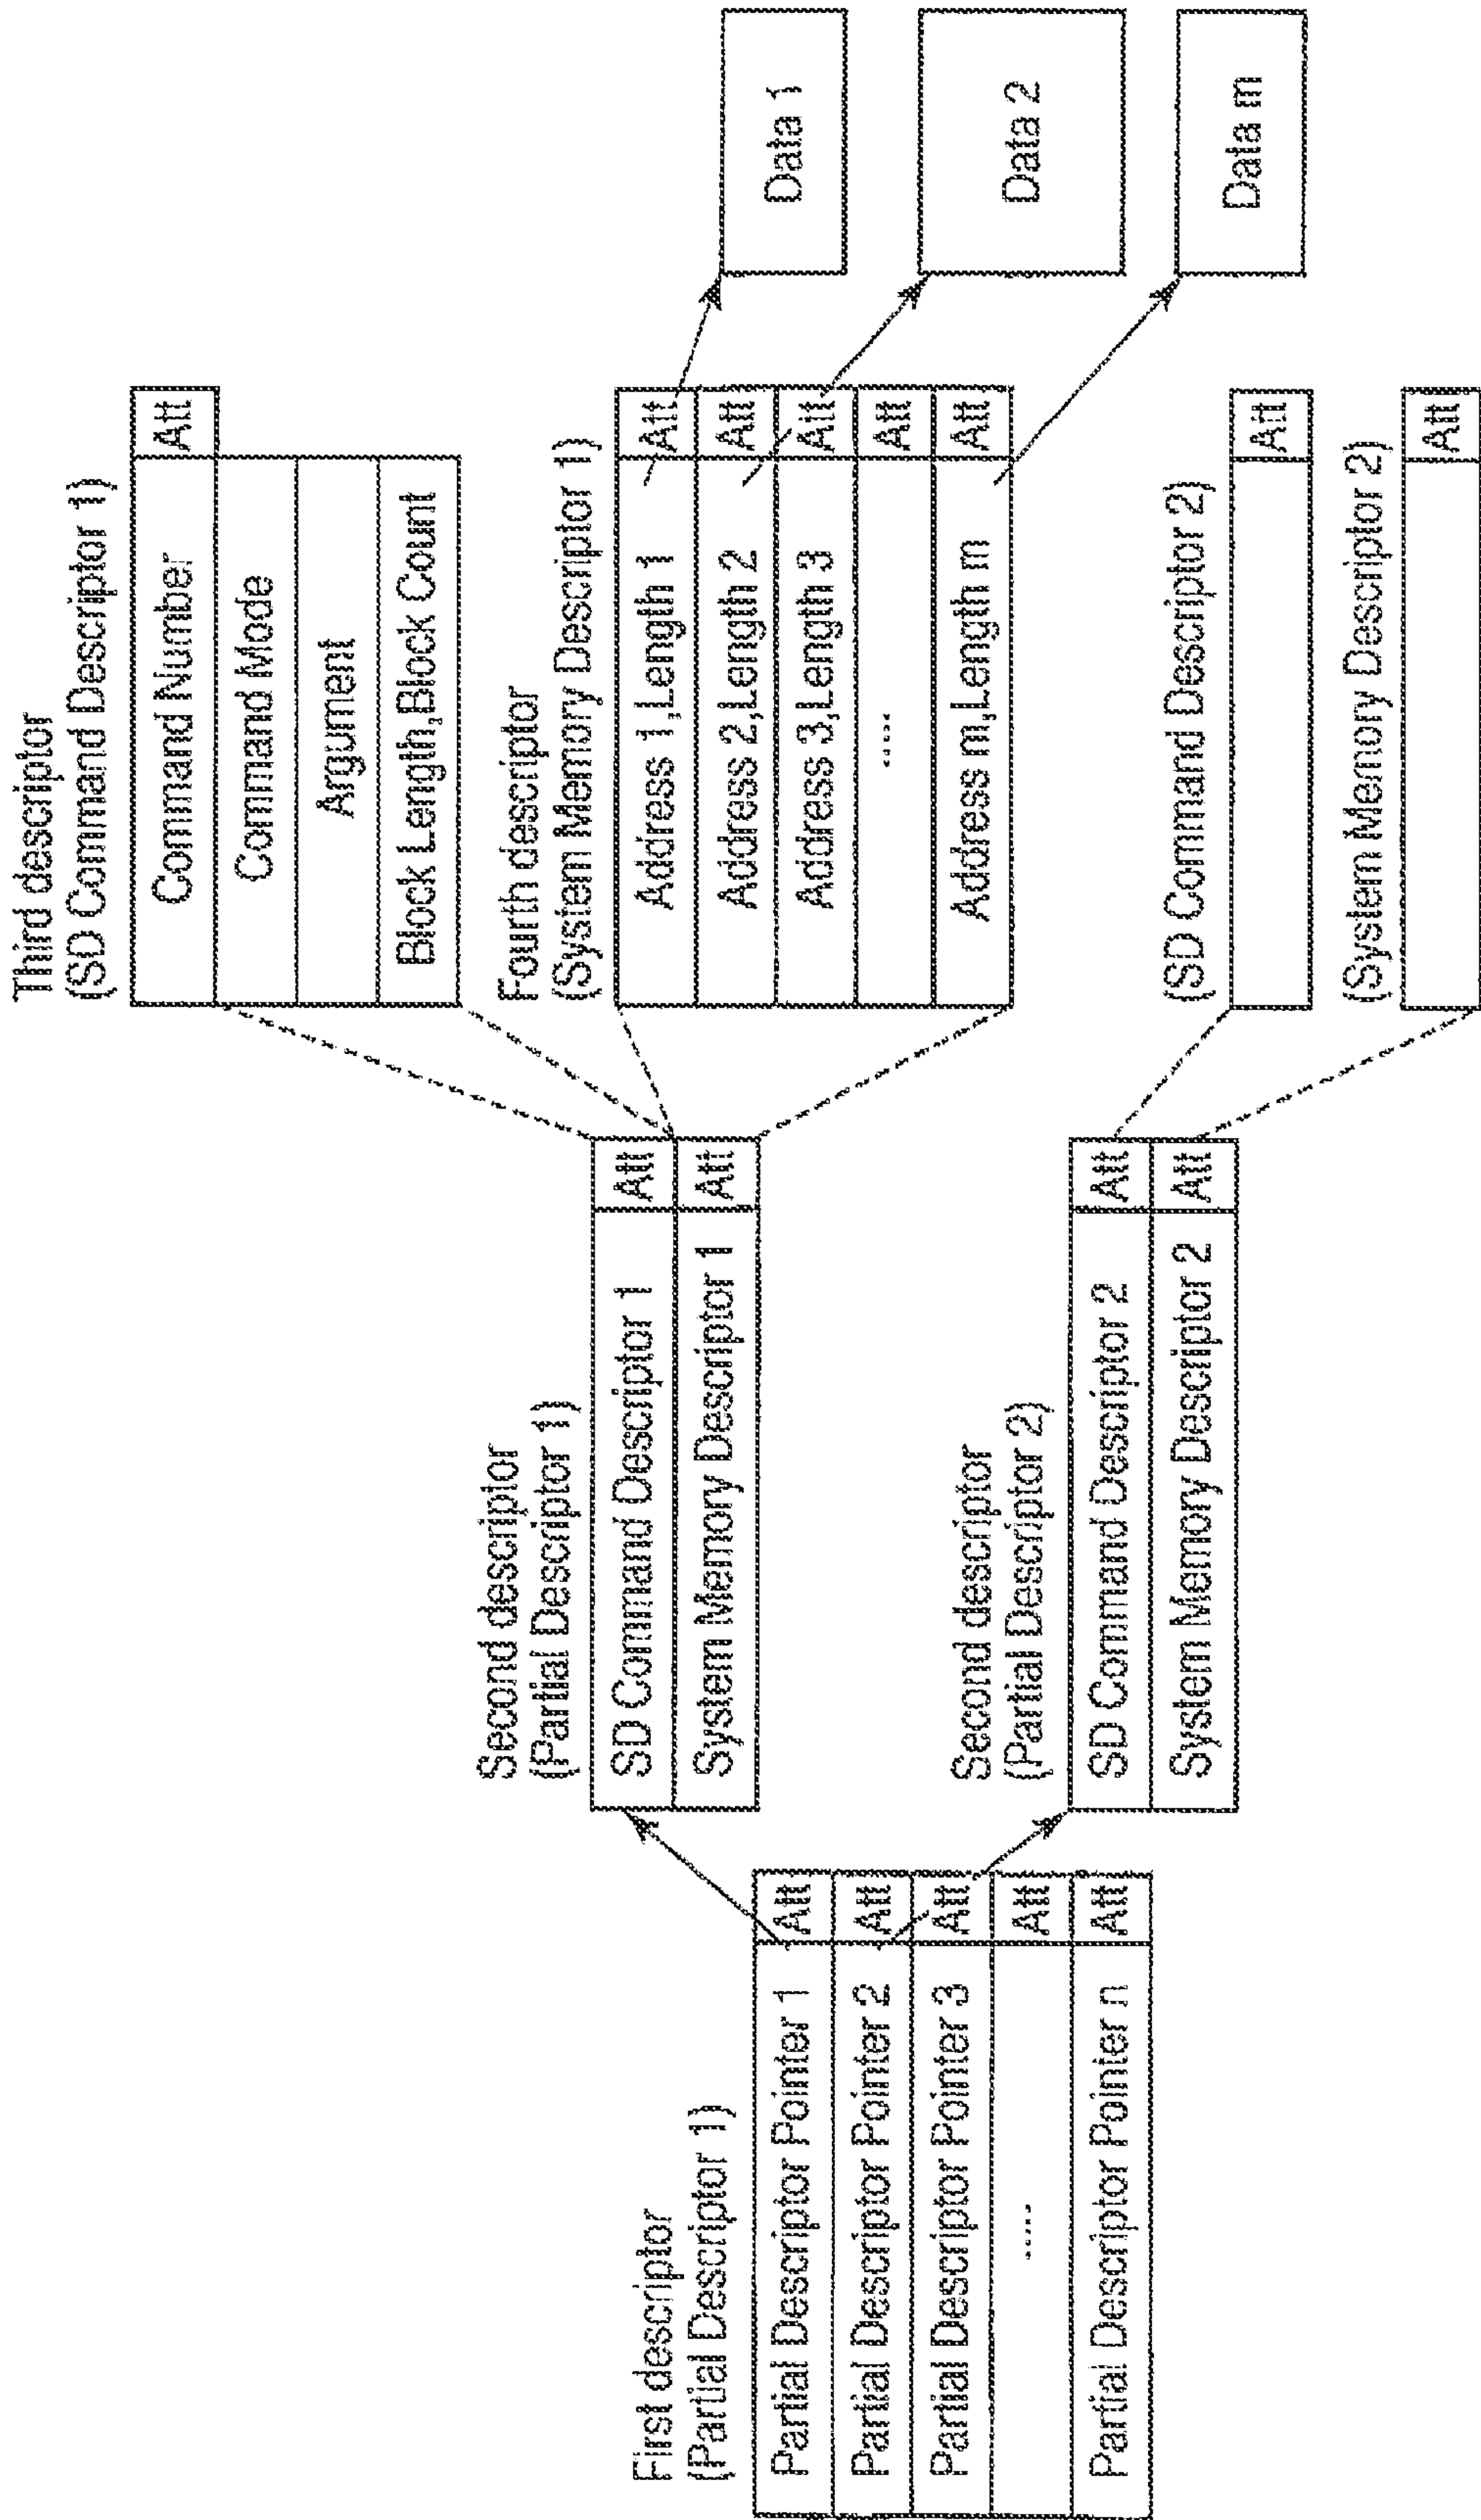 First descriptor
(Partial Descriptor 1)
Partial Descriptor Pointer 1 Att
Partial Descriptor Pointer 2 Att
Partial Descriptor Pointer 3 Att
..... Att
Partial Descriptor Pointer n Att
Second descriptor
(Partial Descriptor 1)
SD Command Descriptor 1 Att
System Memory Descriptor 1 Att
Second descriptor
(Partial Descriptor 2)
SD Command Descriptor 2 Att
System Memory Descriptor 2 Att
Third descriptor
(SD Command Descriptor 1)
Command Number Att
Command Mode
Argument
Block Length,Block Count
Fourth descriptor
(System Memory Descriptor 1)
Address 1,Length 1 Att
Address 2,Length 2 Att
Address 3,Length 3 Att
..... Att
Address m,Length m Att
(SD Command Descriptor 2)
Att
(System Memory Descriptor 2)
Att
Data 1
Data 2
Data m